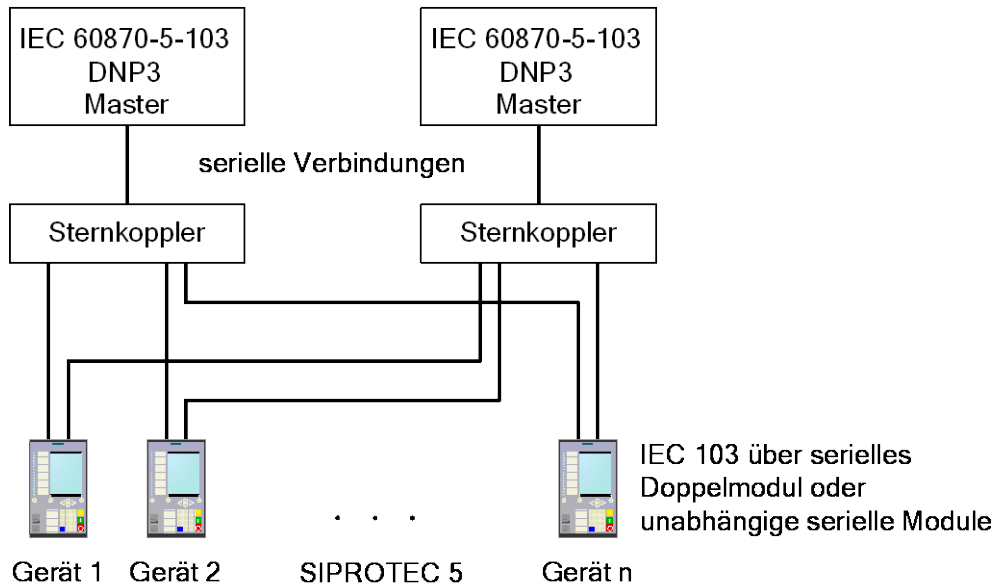 IEC 60870-5-103
DNP3
Master
IEC 60870-5-103
DNP3
Master
serielle Verbindungen
Sternkoppler
Sternkoppler
IEC 103 über serielles
Doppelmodul oder
unabhängige serielle Module
. . .
Gerät 1
Gerät 2
SIPROTEC 5
Gerät n